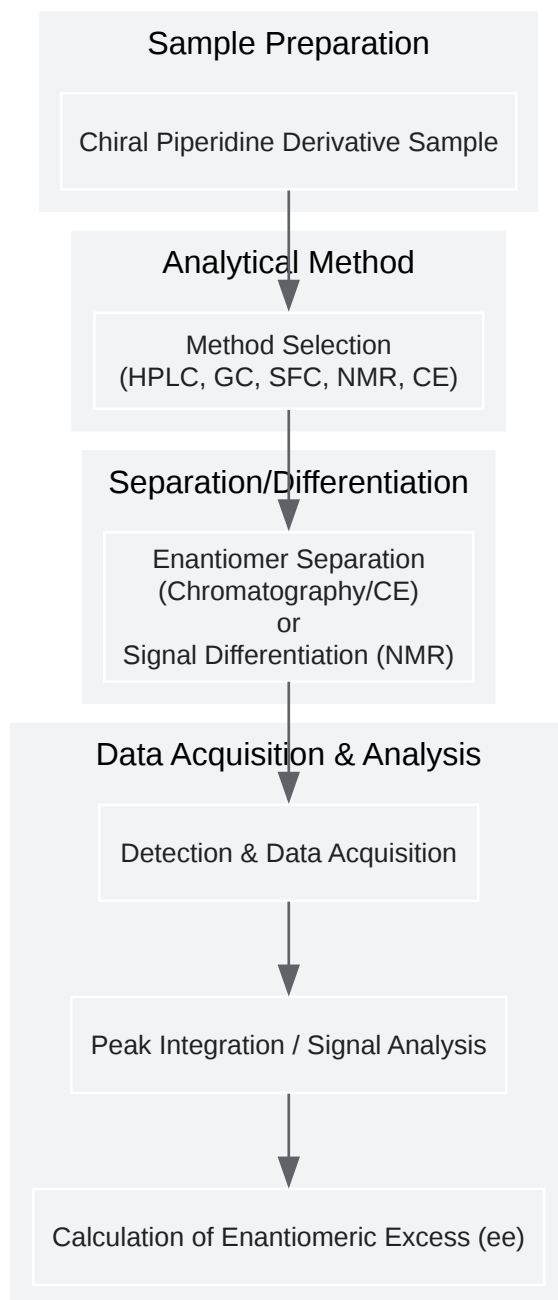 Sample Preparation
Chiral Piperidine Derivative Sample
Analytical Method
Method Selection
(HPLC, GC, SFC, NMR, CE)
Separation/Differentiation
Enantiomer Separation
(Chromatography/CE)
or
Signal Differentiation (NMR)
Data Acquisition & Analysis
Detection & Data Acquisition
Peak Integration / Signal Analysis
Calculation of Enantiomeric Excess (ee)